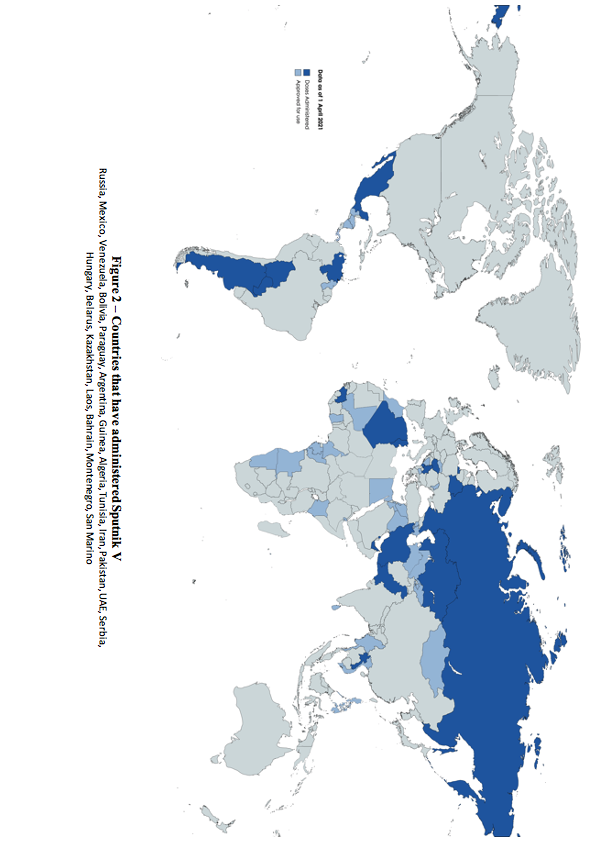 Data as of 1 April 2021
Doses Administered
Approved for use
Figure 2 – Countries that have administered Sputnik V
Russia, Mexico, Venezuela, Bolivia, Paraguay, Argentina, Guinea, Algeria, Tunisia, Iran, Pakistan, UAE, Serbia,
Hungary, Belarus, Kazakhstan, Laos, Bahrain, Montenegro, San Marino